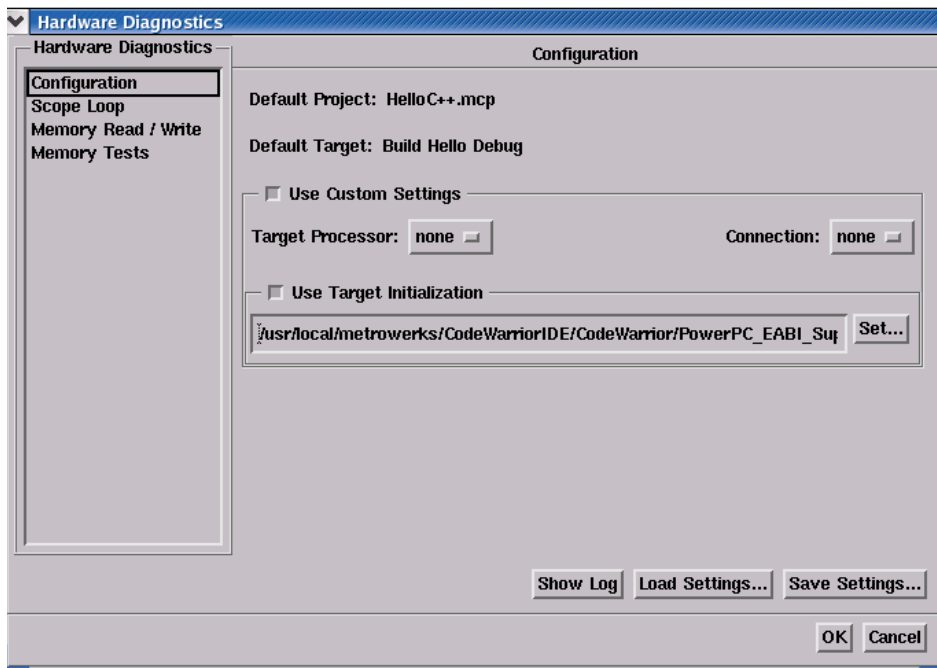 Hardware Diagnostics
Hardware Diagnostics
Configuration
Scope Loop
Memory Read / Write
Memory Tests
Configuration
Default Project: HelloC++.mcp
Default Target: Build Hello Debug
Use Custom Settings
Target Processor: none
Connection: none
Use Target Initialization
/usr/local/metrowerks/CodeWarriorIDE/CodeWarrior/PowerPC_EABI_Sup
Set...
Show Log Load Settings... Save Settings...
OK Cancel